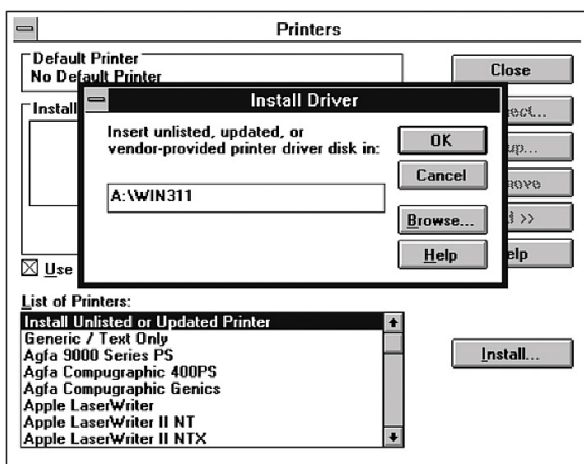 Printers
Default Printer
No Default Printer
Close
Install Driver
Install
Insert unlisted, updated, or
vendor-provided printer driver disk in:
OK
Cancel
A:\WIN311
Browse...
Help
Use
List of Printers:
Install Unlisted or Updated Printer
Generic / Text Only
Agfa 9000 Series PS
Agfa Compugraphic 400PS
Agfa Compugraphic Genics
Apple LaserWriter
Apple LaserWriter II NT
Apple LaserWriter II NTX
Install...